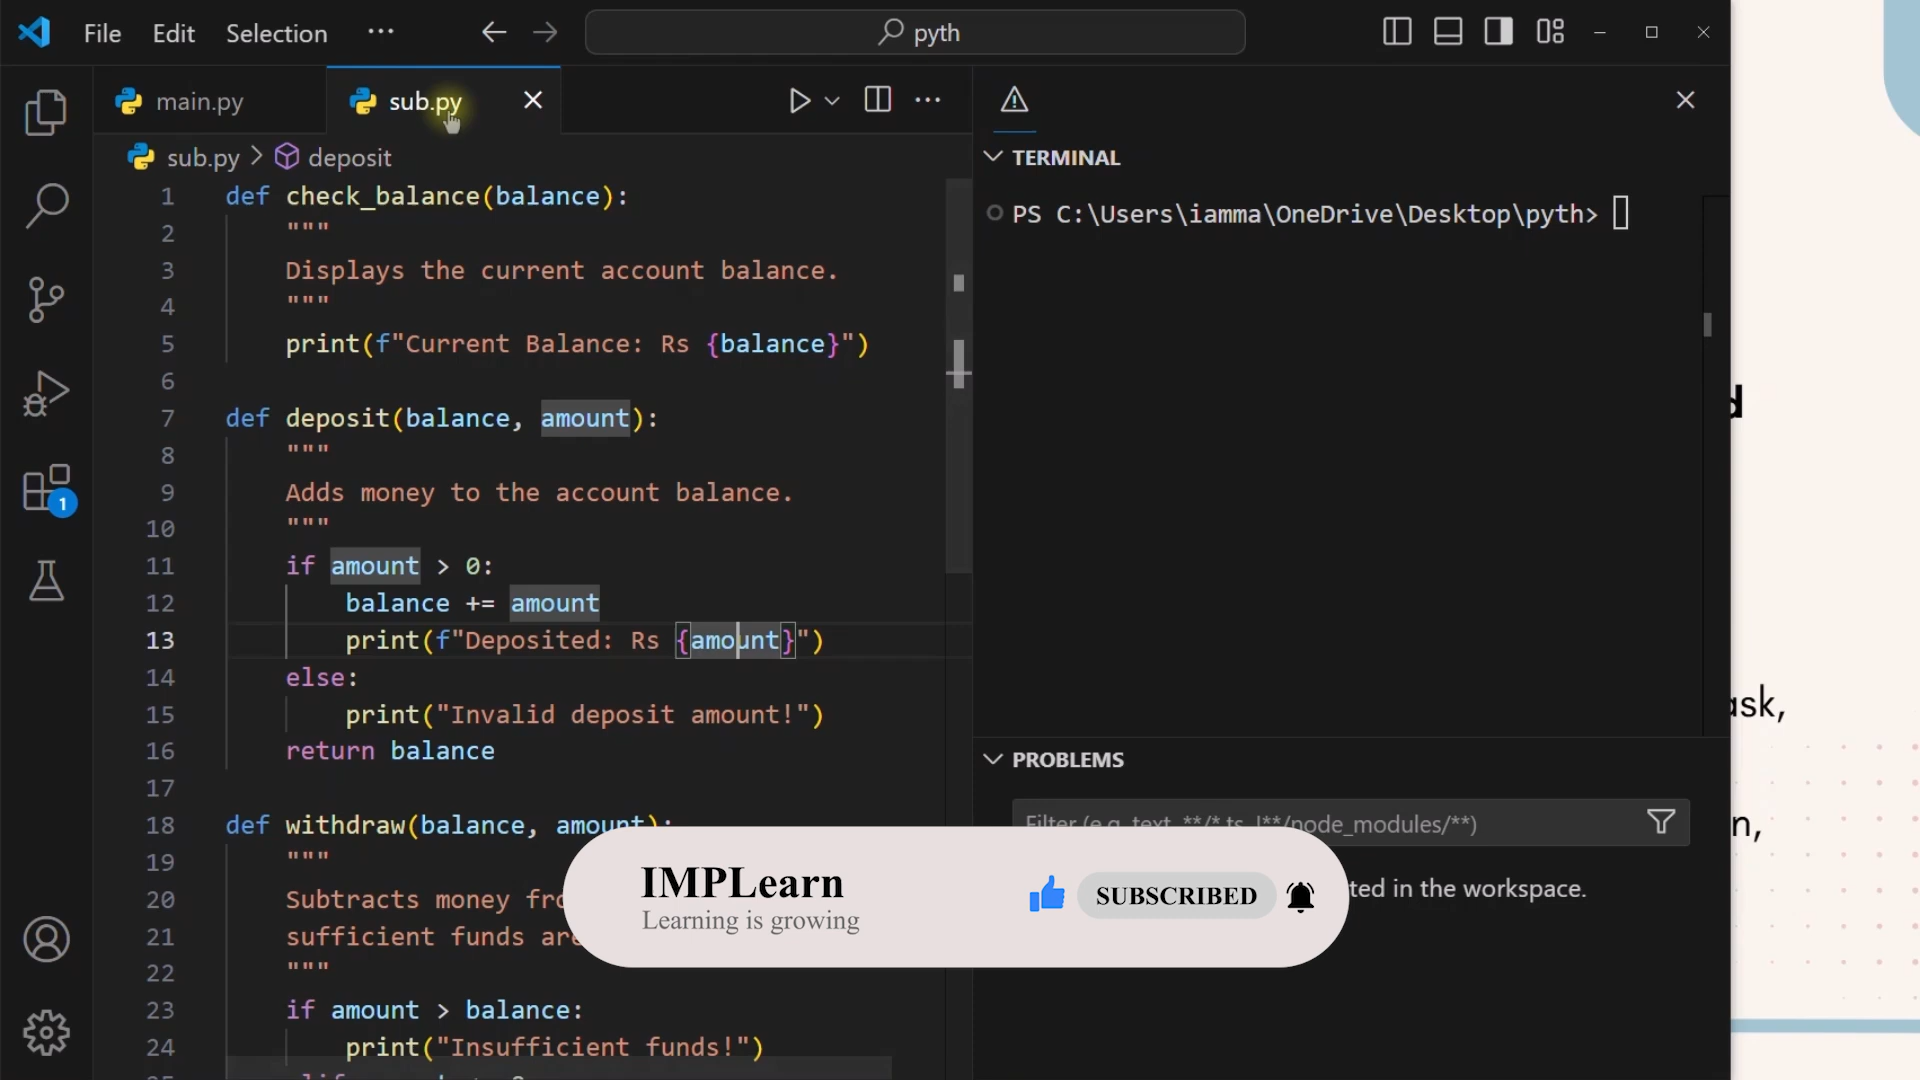 File Edit Selection ··· pyth
main.py sub.py
sub.py > deposit
1 def check_balance(balance):
2 """
3 Displays the current account balance.
4 """
5 print(f"Current Balance: Rs {balance}")
6
7 def deposit(balance, amount):
8 """
9 Adds money to the account balance.
10 """
11 if amount > 0:
12 balance += amount
13 print(f"Deposited: Rs {amount}")
14 else:
15 print("Invalid deposit amount!")
16 return balance
17
18 def withdraw(balance, amount):
19 """
20 Subtracts money
21 sufficient funds
22 """
23 if amount > balance:
24 print("Insufficient funds!")
1
TERMINAL
PS C:\Users\iamma\OneDrive\Desktop\pyth>
PROBLEMS
Filter (e.g. text, **/*.ts, !**/node_modules/**)
in the workspace.
IMPLearn
Learning is growing
SUBSCRIBED